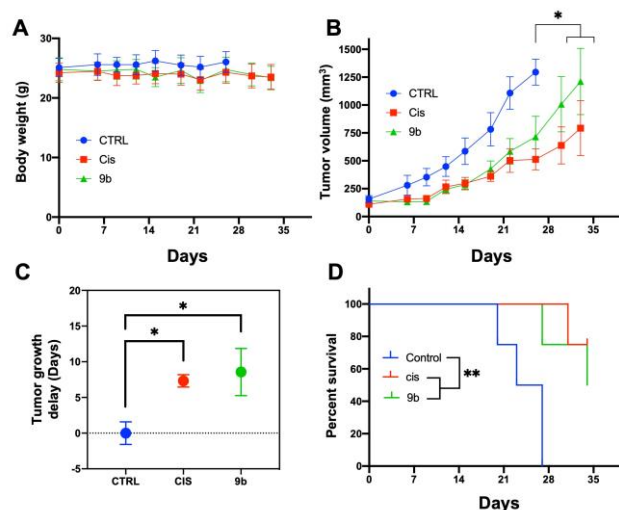 A
Body weight (g)
40
30
20
10
0
CTRL
Cis
9b
0 7 14 21 28 35
Days
B
Tumor volume (mm3)
1500
1250
1000
750
500
250
0
*
CTRL
Cis
9b
0 7 14 21 28 35
Days
C
Tumor growth
delay (Days)
20
15
10
5
0
-5
*
*
CTRL CIS 9b
D
Percent survival
100
80
60
40
20
0
Control
cis
9b
**
0 7 14 21 28 35
Days